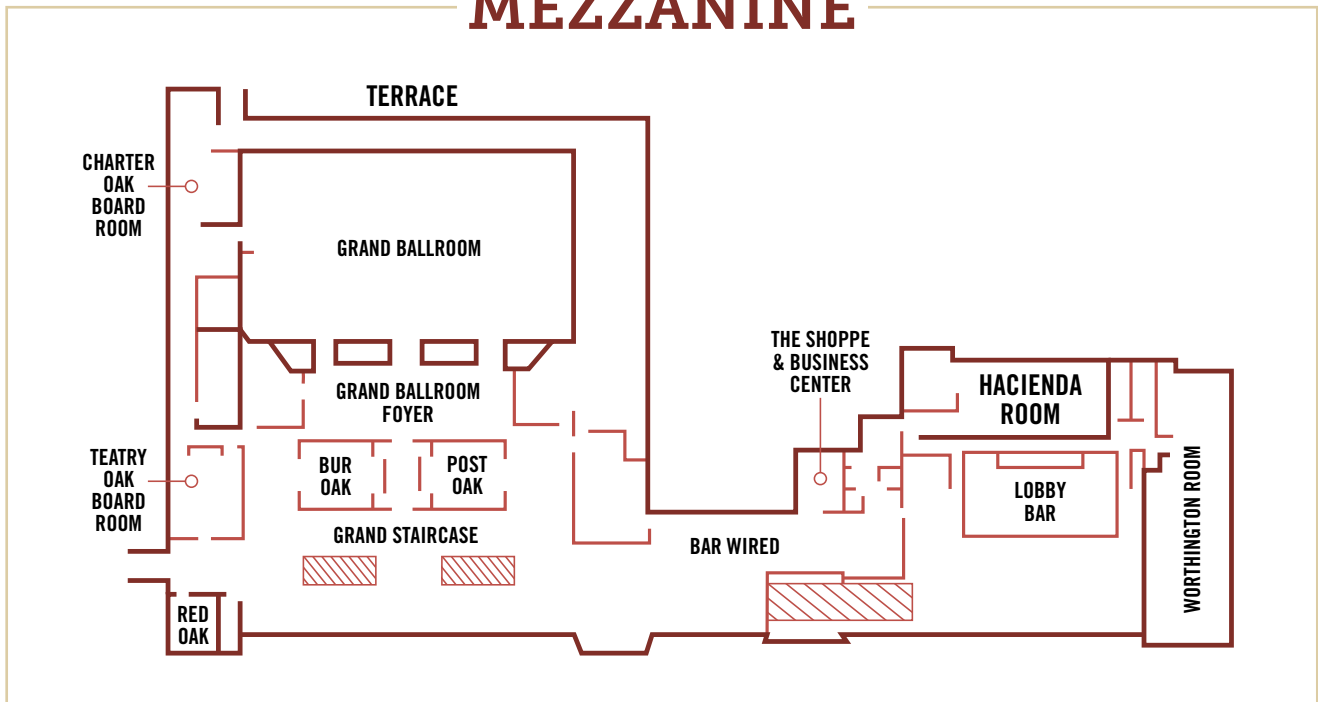 MEZZANINE
TERRACE
CHARTER
OAK
BOARD
ROOM
GRAND BALLROOM
THE SHOPPE
& BUSINESS
CENTER
GRAND BALLROOM
FOYER
HACIENDA
ROOM
TEATRY
OAK
BOARD
ROOM
BUR
OAK
POST
OAK
LOBBY
BAR
WORTHINGTON ROOM
GRAND STAIRCASE
BAR WIRED
RED
OAK